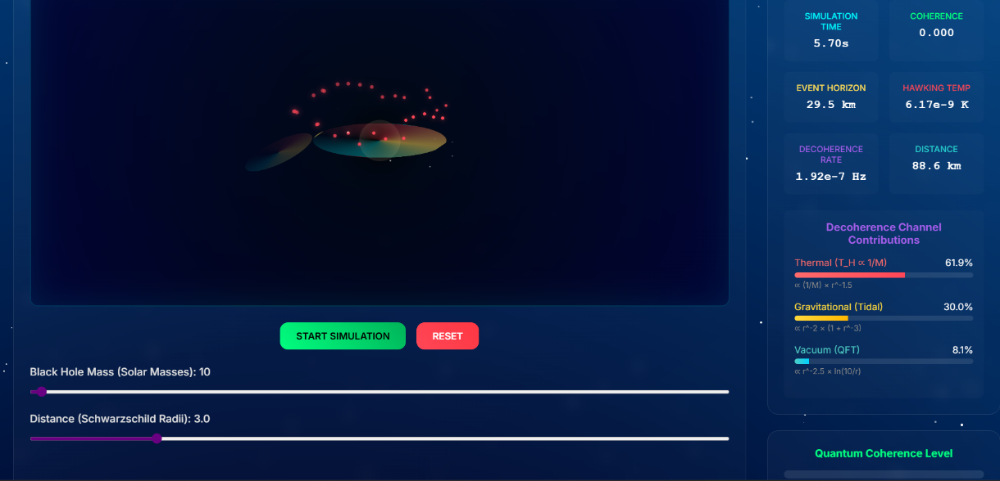 SIMULATION
TIME
5.70s
COHERENCE
0.000
EVENT HORIZON
29.5 km
HAWKING TEMP
6.17e-9 K
DECOHERENCE
RATE
1.92e-7 Hz
DISTANCE
88.6 km
Decoherence Channel
Contributions
Thermal (T_H ∝ 1/M) 61.9%
∝ (1/M) × r^-1.5
Gravitational (Tidal) 30.0%
∝ r^-2 × (1 + r^-3)
Vacuum (QFT) 8.1%
∝ r^-2.5 × ln(10/r)
Quantum Coherence Level
START SIMULATION RESET
Black Hole Mass (Solar Masses): 10
Distance (Schwarzschild Radii): 3.0